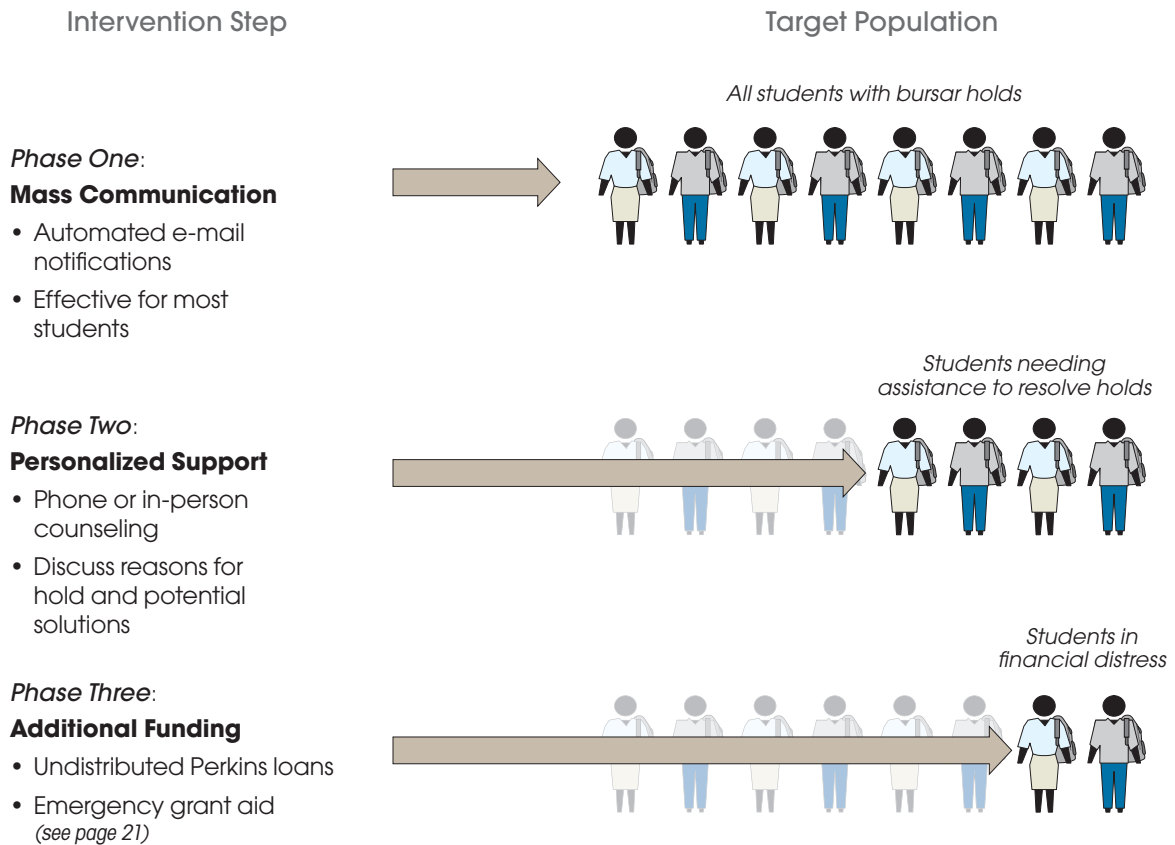 Intervention Step
Target Population
All students with bursar holds
Phase One:
Mass Communication
• Automated e-mail
notifications
• Effective for most
students
Students needing
assistance to resolve holds
Phase Two:
Personalized Support
• Phone or in-person
counseling
• Discuss reasons for
hold and potential
solutions
Students in
financial distress
Phase Three:
Additional Funding
• Undistributed Perkins loans
• Emergency grant aid
(see page 21)